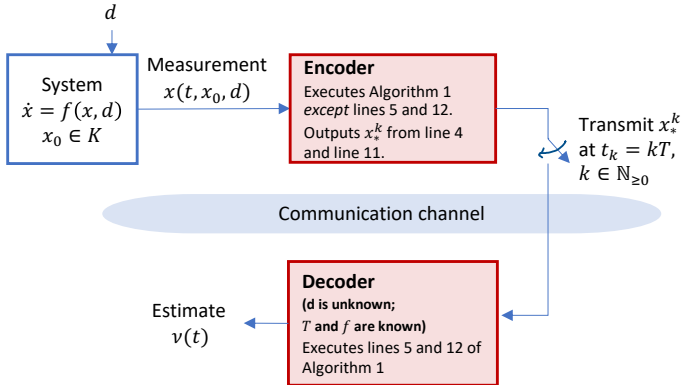 d
System
ẋ = f(x, d)
x₀ ∈ K
Measurement
x(t, x₀, d)
Encoder
Executes Algorithm 1
except lines 5 and 12.
Outputs x∗ᵏ from line 4
and line 11.
Transmit x∗ᵏ
at tₖ = kT,
k ∈ ℕ≥0
Communication channel
Decoder
(d is unknown;
T and f are known)
Executes lines 5 and 12 of
Algorithm 1
Estimate
ν(t)